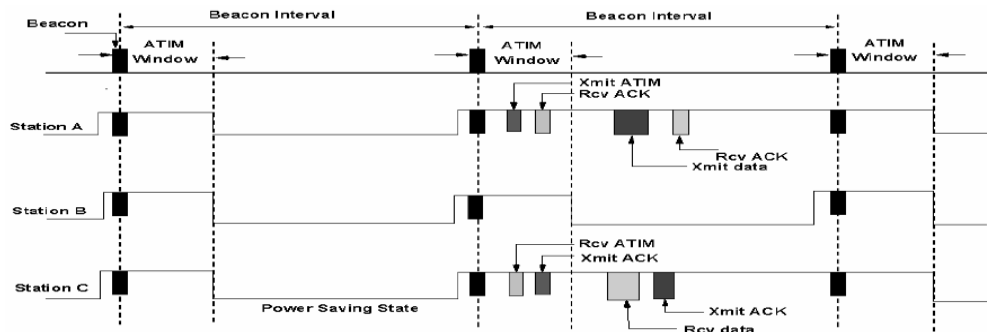 Beacon Interval
Beacon Interval
Beacon
ATIM
Window
ATIM
Window
ATIM
Window
Xmit ATIM
Rcv ACK
Station A
Rcv ACK
Xmit data
Station B
Rcv ATIM
Xmit ACK
Station C
Power Saving State
Xmit ACK
Rcv data